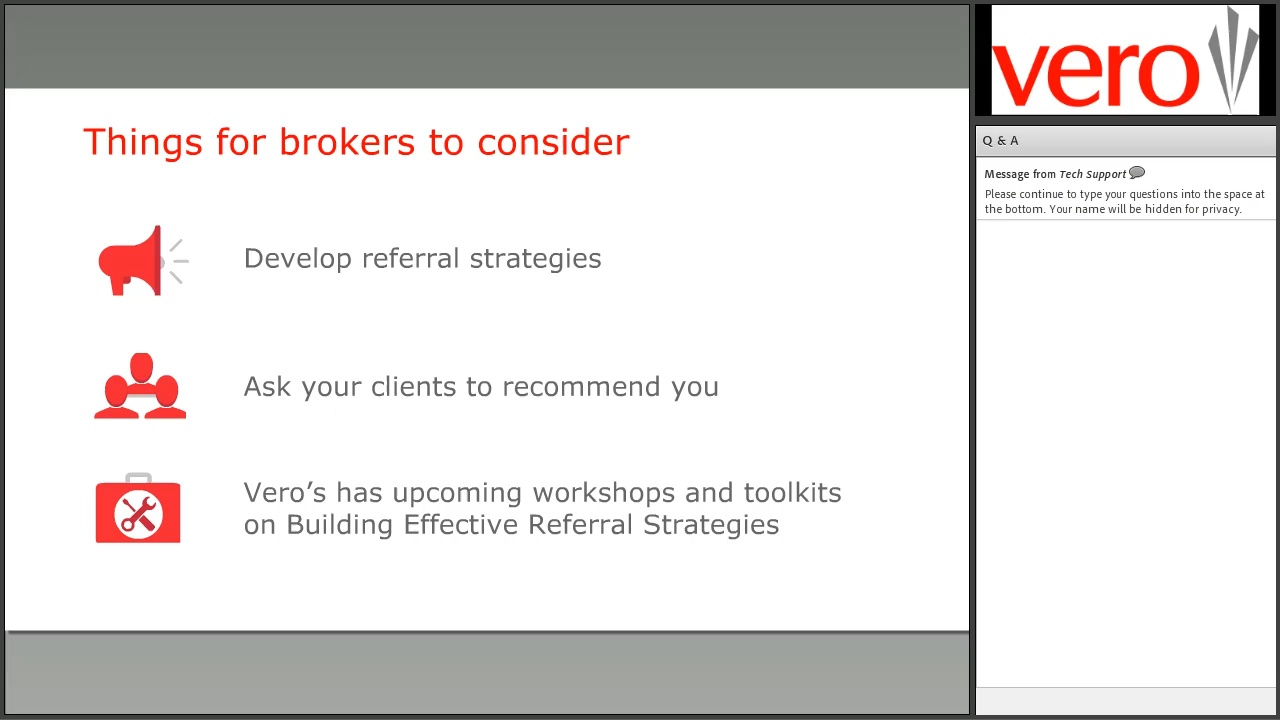 Things for brokers to consider
Develop referral strategies
Ask your clients to recommend you
Vero’s has upcoming workshops and toolkits
on Building Effective Referral Strategies
vero
Q & A
Message from Tech Support
Please continue to type your questions into the space at
the bottom. Your name will be hidden for privacy.